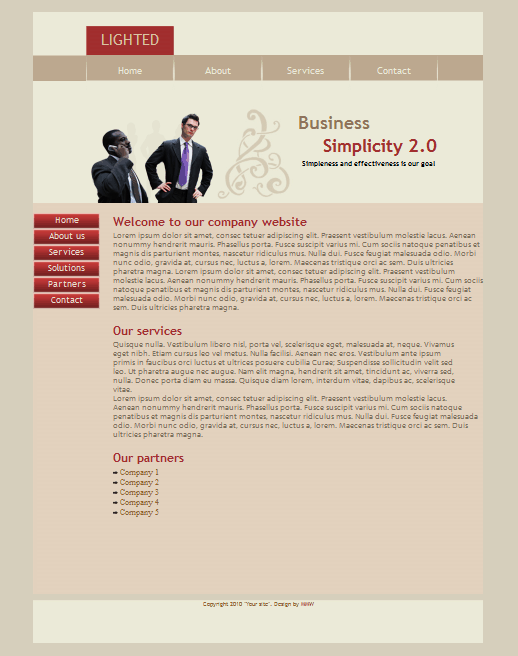 LIGHTED
Home About Services Contact
Business
Simplicity 2.0
Simpleness and effectiveness is our goal
Home
About us
Services
Solutions
Partners
Contact
Welcome to our company website
Lorem ipsum dolor sit amet, consec tetuer adipiscing elit. Praesent vestibulum molestie lacus. Aenean
nonummy hendrerit mauris. Phasellus porta. Fusce suscipit varius mi. Cum sociis natoque penatibus et
magnis dis parturient montes, nascetur ridiculus mus. Nulla dui. Fusce feugiat malesuada odio. Morbi
nunc odio, gravida at, cursus nec, luctus a, lorem. Maecenas tristique orci ac sem. Duis ultricies
pharetra magna. Lorem ipsum dolor sit amet, consec tetuer adipiscing elit. Praesent vestibulum
molestie lacus. Aenean nonummy hendrerit mauris. Phasellus porta. Fusce suscipit varius mi. Cum sociis
natoque penatibus et magnis dis parturient montes, nascetur ridiculus mus. Nulla dui. Fusce feugiat
malesuada odio. Morbi nunc odio, gravida at, cursus nec, luctus a, lorem. Maecenas tristique orci ac
sem. Duis ultricies pharetra magna.
Our services
Quisque nulla. Vestibulum libero nisl, porta vel, scelerisque eget, malesuada at, neque. Vivamus
eget nibh. Etiam cursus leo vel metus. Nulla facilisi. Aenean nec eros. Vestibulum ante ipsum
primis in faucibus orci luctus et ultrices posuere cubilia Curae; Suspendisse sollicitudin velit sed
leo. Ut pharetra augue nec augue. Nam elit magna, hendrerit sit amet, tincidunt ac, viverra sed,
nulla. Donec porta diam eu massa. Quisque diam lorem, interdum vitae, dapibus ac, scelerisque
vitae.
Lorem ipsum dolor sit amet, consec tetuer adipiscing elit. Praesent vestibulum molestie lacus.
Aenean nonummy hendrerit mauris. Phasellus porta. Fusce suscipit varius mi. Cum sociis natoque
penatibus et magnis dis parturient montes, nascetur ridiculus mus. Nulla dui. Fusce feugiat malesuada
odio. Morbi nunc odio, gravida at, cursus nec, luctus a, lorem. Maecenas tristique orci ac sem. Duis
ultricies pharetra magna.
Our partners
Company 1
Company 2
Company 3
Company 4
Company 5
Copyright 2010 "Your site". Design by